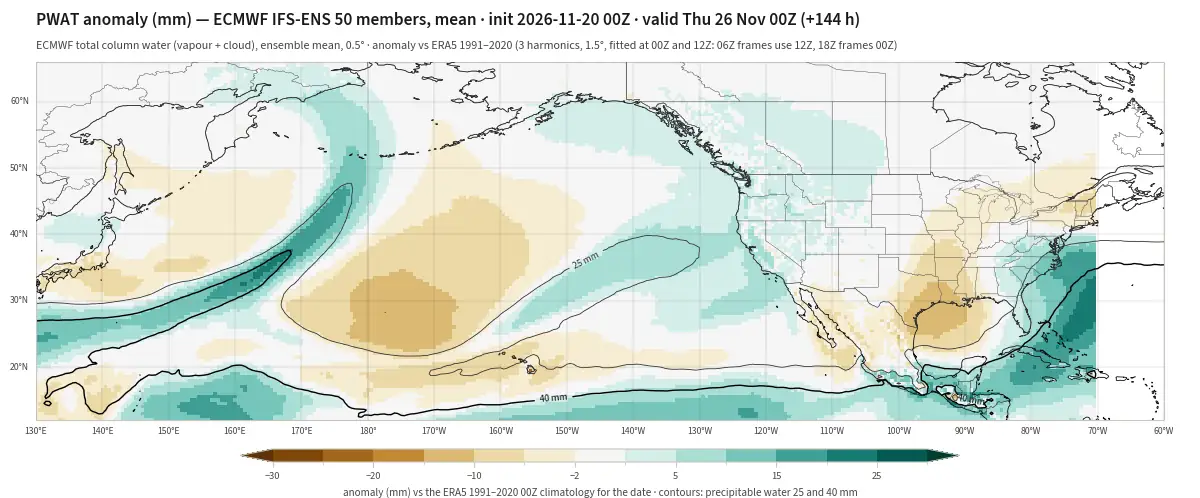 PWAT anomaly (mm) — ECMWF IFS-ENS 50 members, mean · init 2026-11-20 00Z · valid Thu 26 Nov 00Z (+144 h)
ECMWF total column water (vapour + cloud), ensemble mean, 0.5° · anomaly vs ERA5 1991–2020 (3 harmonics, 1.5°, fitted at 00Z and 12Z: 06Z frames use 12Z, 18Z frames 00Z)
60°N
50°N
40°N
25 mm
30°N
20°N
40 mm
40 mm
130°E 140°E 150°E 160°E 170°E 180° 170°W 160°W 150°W 140°W 130°W 120°W 110°W 100°W 90°W 80°W 70°W 60°W
−30 −20 −10 −2 5 15 25
anomaly (mm) vs the ERA5 1991–2020 00Z climatology for the date · contours: precipitable water 25 and 40 mm